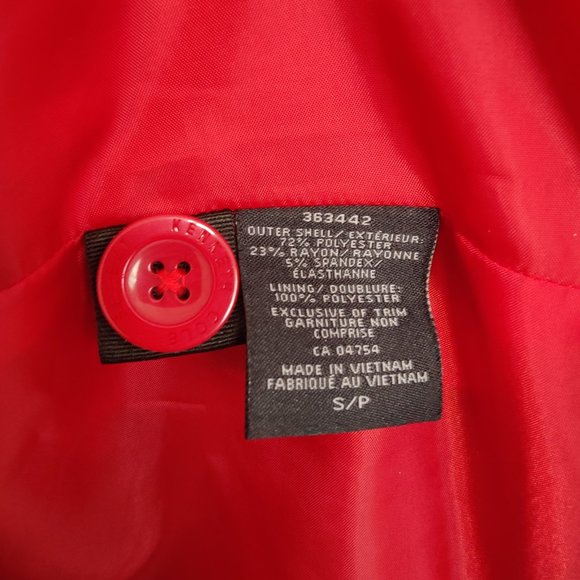 363442
OUTER SHELL/ EXTÉRIEUR:
72% POLYESTER
23% RAYON/RAYONNE
5% SPANDEX/
ÉLASTHANNE
LINING/ DOUBLURE:
100% POLYESTER
EXCLUSIVE OF TRIM
GARNITURE NON
COMPRISE
CA 04754
MADE IN VIETNAM
FABRIQUÉ AU VIETNAM
S/P